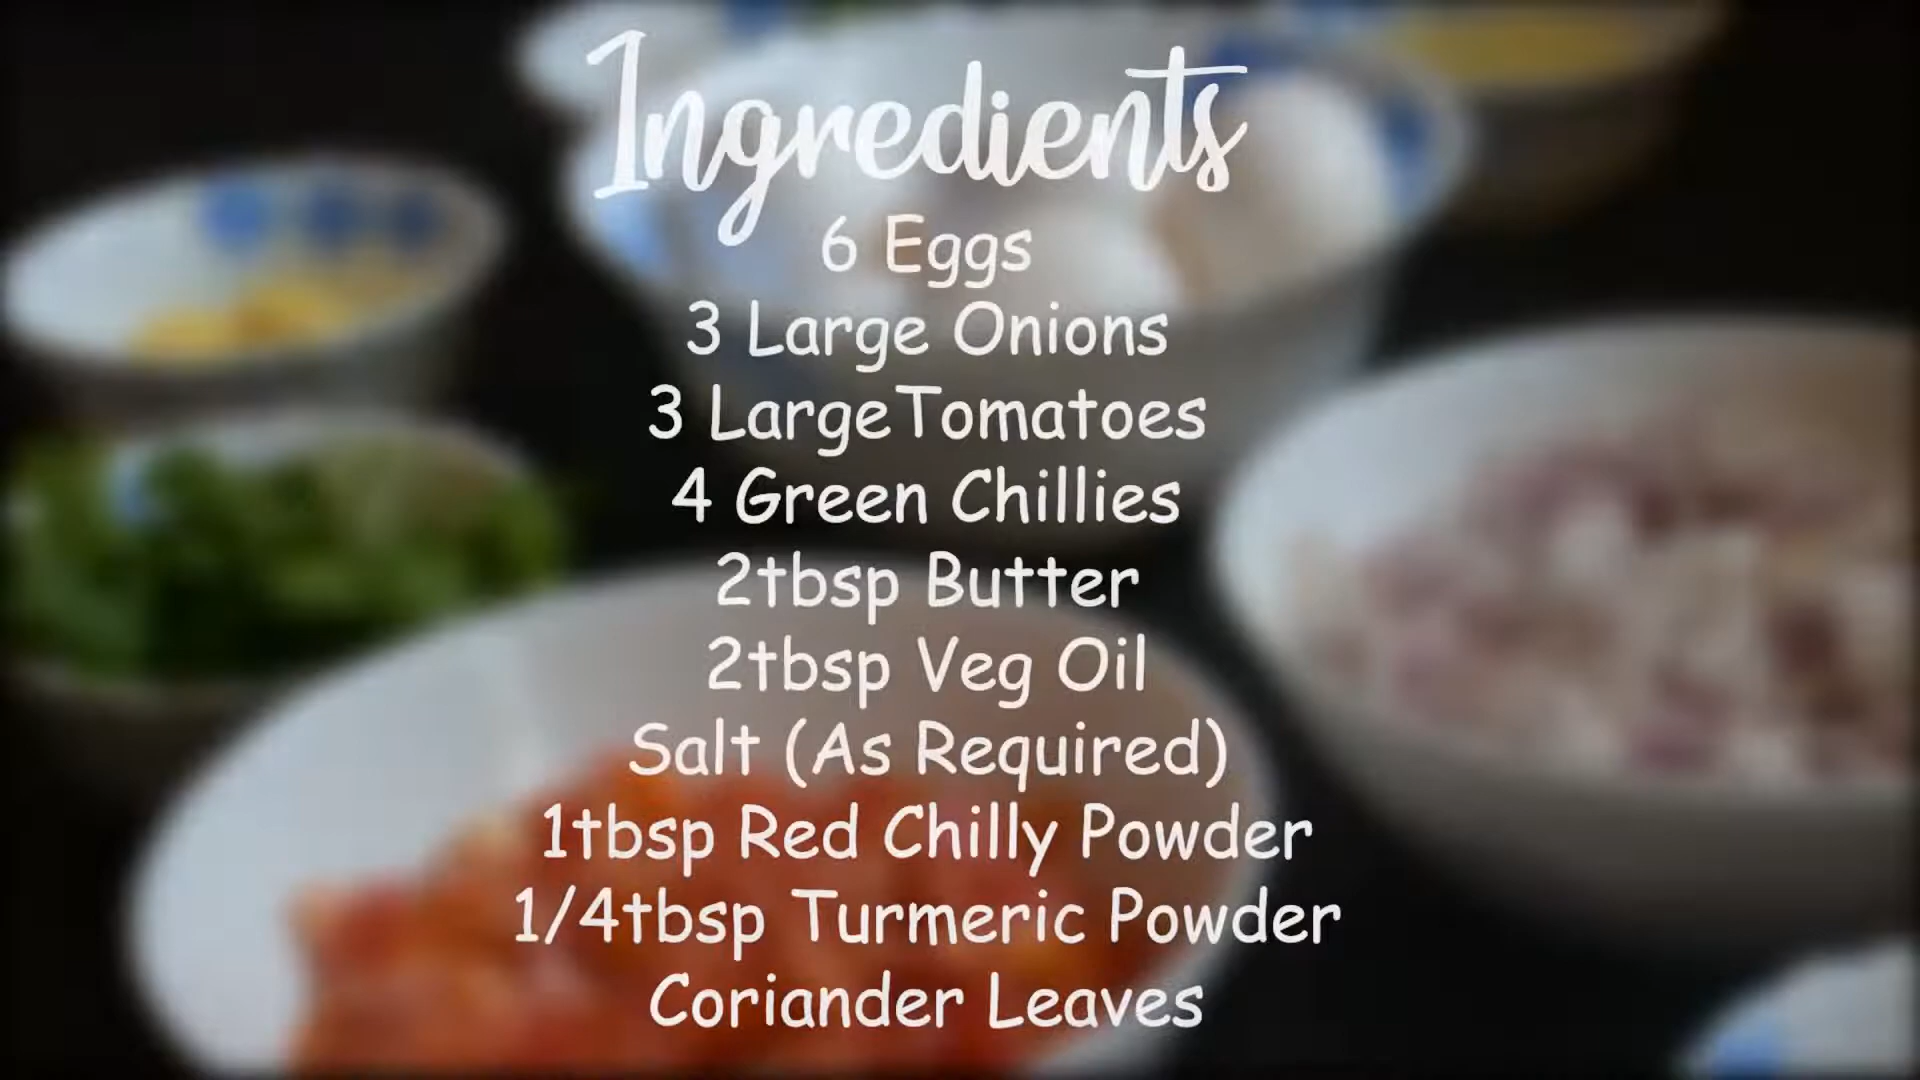 Ingredients
6 Eggs
3 Large Onions
3 LargeTomatoes
4 Green Chillies
2tbsp Butter
2tbsp Veg Oil
Salt (As Required)
1tbsp Red Chilly Powder
1/4tbsp Turmeric Powder
Coriander Leaves